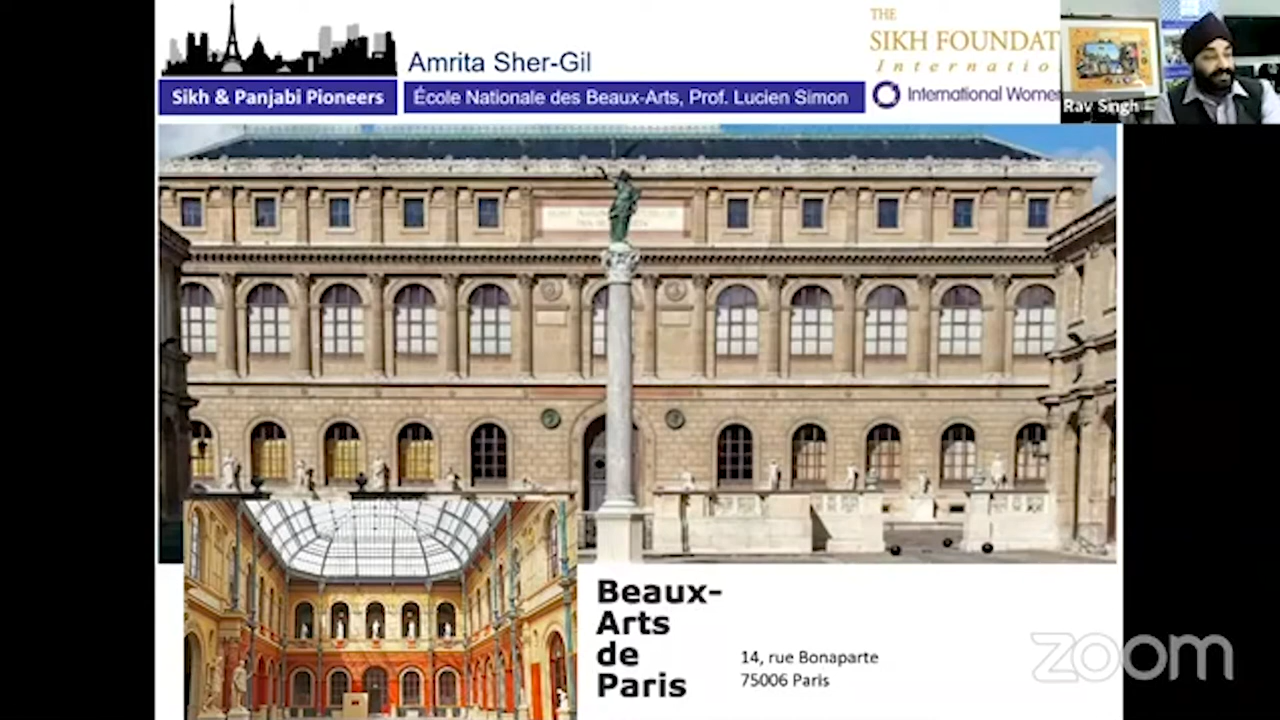 Amrita Sher-Gil
Sikh & Panjabi Pioneers
École Nationale des Beaux-Arts, Prof. Lucien Simon
THE
SIKH FOUNDAT
Internatio
International Wome
Rav Singh
Beaux-
Arts
de
Paris
14, rue Bonaparte
75006 Paris
zoom